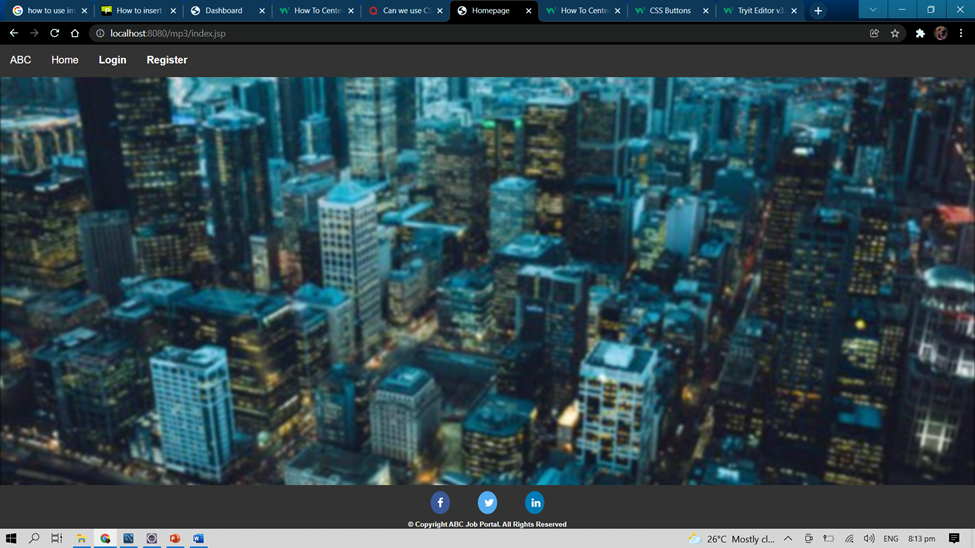 how to use im
How to insert
Dashboard
How To Cente
Can we use CS
Homepage
How To Cente
CSS Buttons
Tryit Editor v3
localhost:8080/mp3/index.jsp
ABC Home Login Register
f in
© Copyright ABC Job Portal. All Rights Reserved
26°C Mostly cl... ENG 8:13 pm